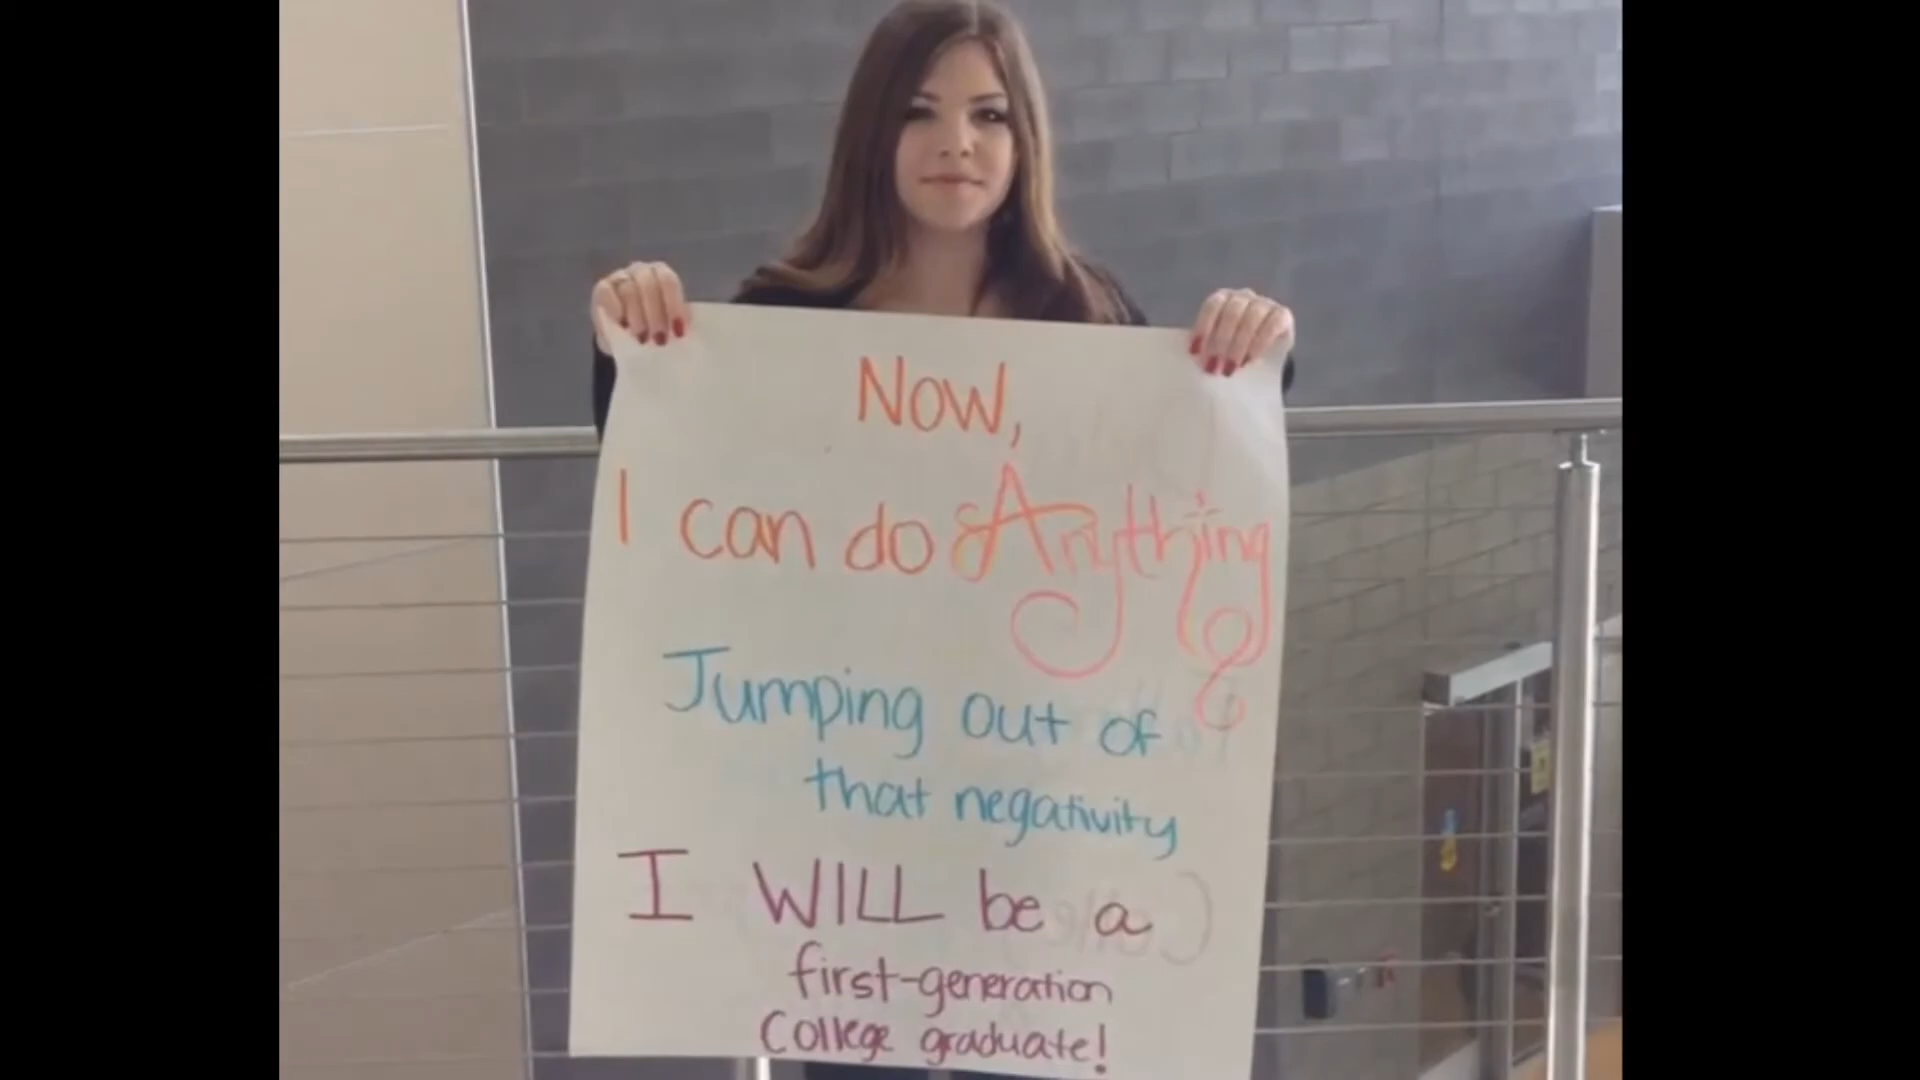 Now,
I can do Anything
Jumping out of
that negativity
I WILL be a
first-generation
College graduate!